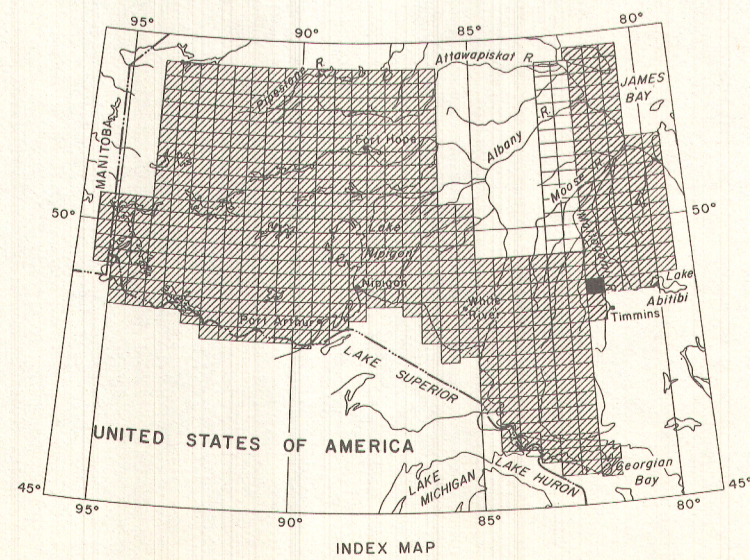 95°
90°
85°
80°
Attawapiskat R.
Pipestone R.
JAMES
BAY
MANITOBA
Fort Hope
Albany R.
Moose R.
50°
50°
Lake
Nipigon
Nipigon
White
River
Lake
Abitibi
Timmins
Port Arthur
LAKE SUPERIOR
UNITED STATES OF AMERICA
LAKE
MICHIGAN
LAKE HURON
Georgian
Bay
45°
45°
95°
90°
85°
80°
INDEX MAP